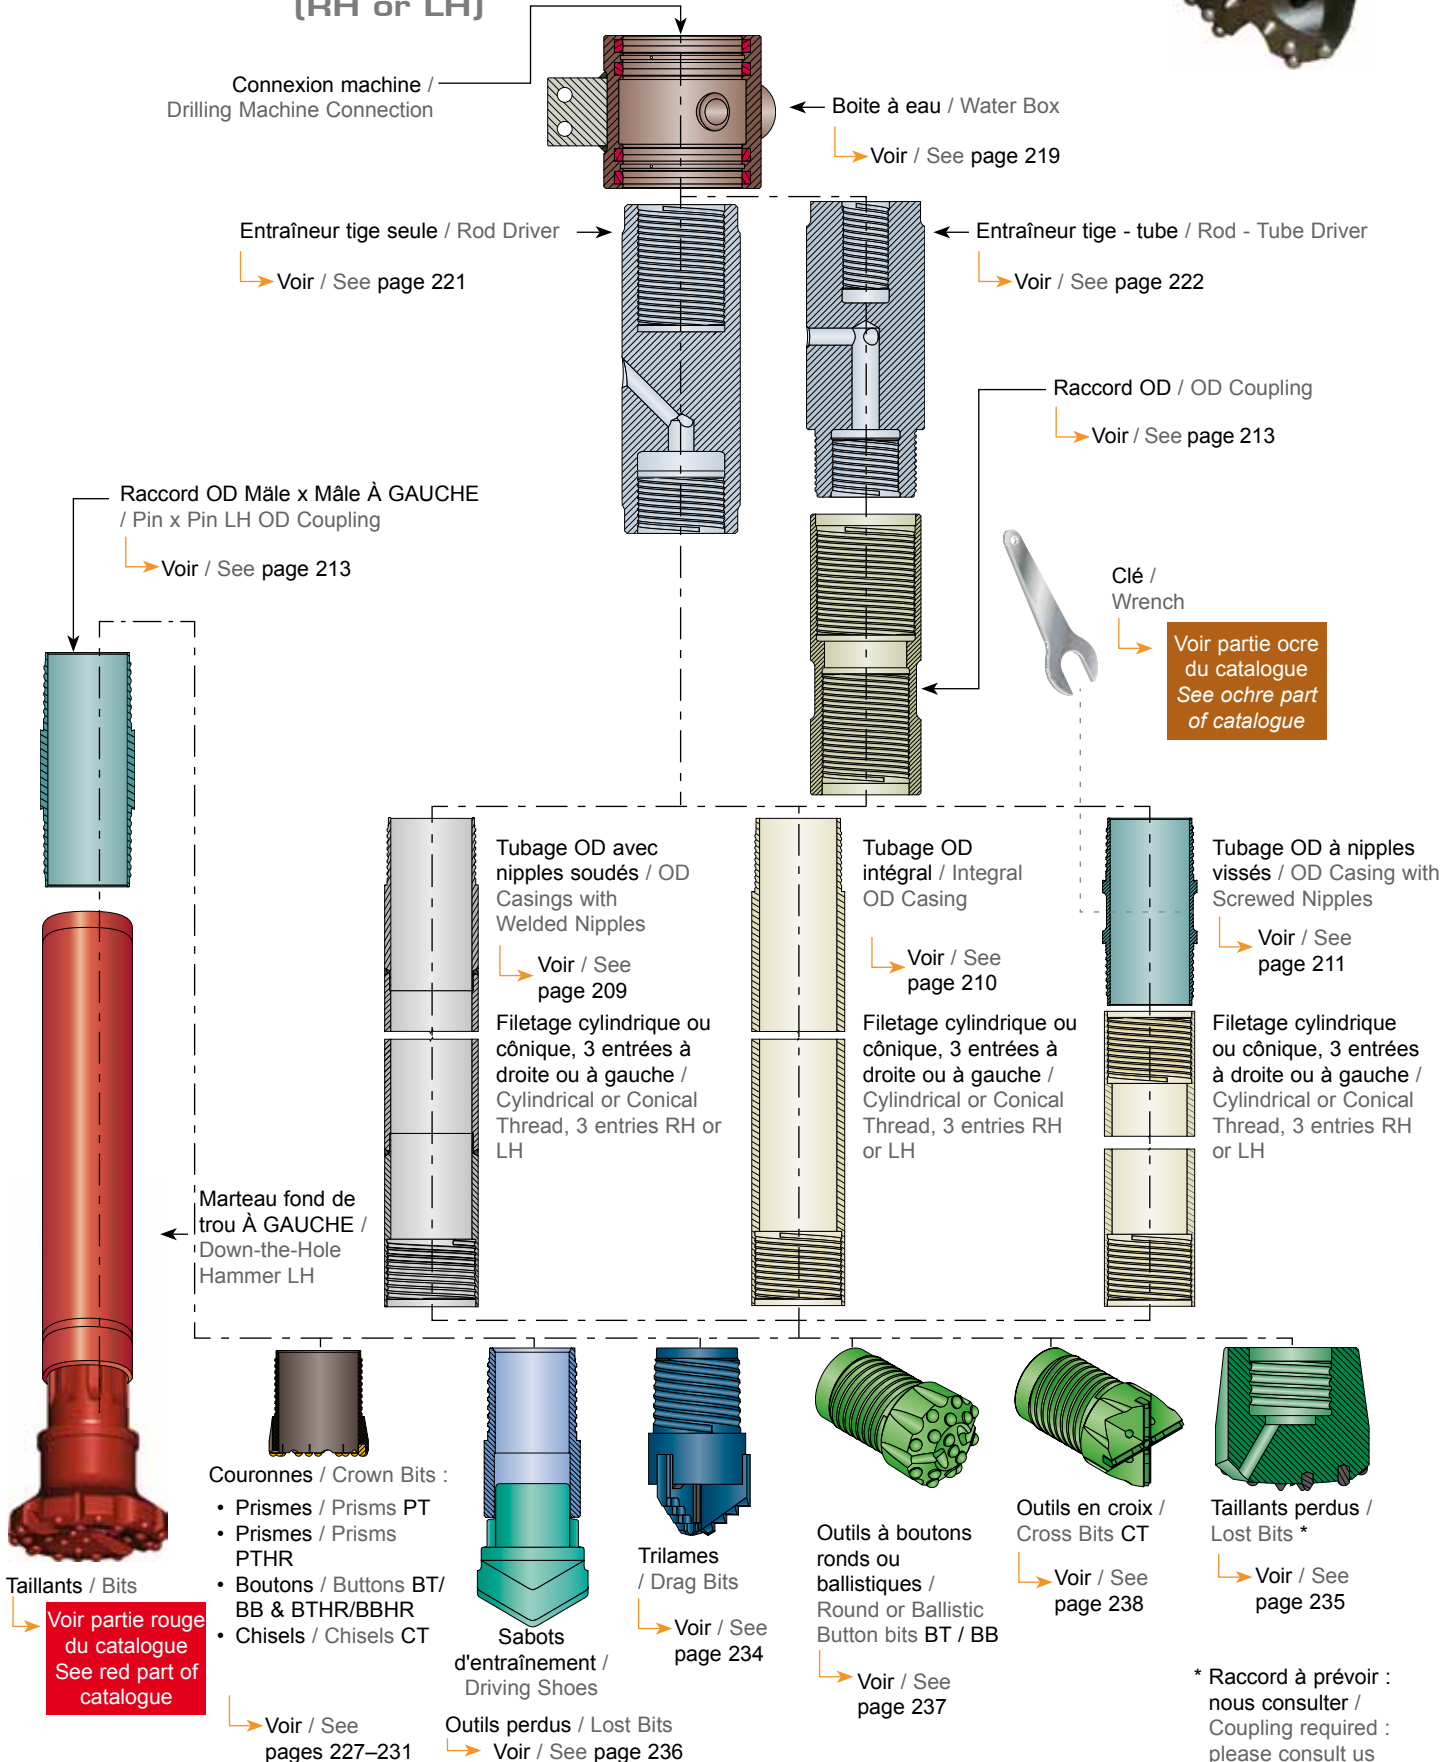 (RH or LH)
Connexion machine /
Drilling Machine Connection
Boite à eau / Water Box
Voir / See page 219
Entraîneur tige seule / Rod Driver
Voir / See page 221
Entraîneur tige - tube / Rod - Tube Driver
Voir / See page 222
Raccord OD / OD Coupling
Voir / See page 213
Raccord OD Mäle x Mâle À GAUCHE
/ Pin x Pin LH OD Coupling
Voir / See page 213
Clé /
Wrench
Voir partie ocre
du catalogue
See ochre part
of catalogue
Tubage OD avec
nipples soudés / OD
Casings with
Welded Nipples
Voir / See
page 209
Filetage cylindrique ou
cônique, 3 entrées à
droite ou à gauche /
Cylindrical or Conical
Thread, 3 entries RH or
LH
Tubage OD
intégral / Integral
OD Casing
Voir / See
page 210
Filetage cylindrique ou
cônique, 3 entrées à
droite ou à gauche /
Cylindrical or Conical
Thread, 3 entries RH
or LH
Tubage OD à nipples
vissés / OD Casing with
Screwed Nipples
Voir / See
page 211
Filetage cylindrique
ou cônique, 3 entrées
à droite ou à gauche /
Cylindrical or Conical
Thread, 3 entries RH
or LH
Marteau fond de
trou À GAUCHE /
Down-the-Hole
Hammer LH
Taillants / Bits
Voir partie rouge
du catalogue
See red part of
catalogue
Couronnes / Crown Bits :
• Prismes / Prisms PT
• Prismes / Prisms
PTHR
• Boutons / Buttons BT/
BB & BTHR/BBHR
• Chisels / Chisels CT
Voir / See
pages 227–231
Sabots
d'entraînement /
Driving Shoes
Outils perdus / Lost Bits
Voir / See page 236
Trilames
/ Drag Bits
Voir / See
page 234
Outils à boutons
ronds ou
ballistiques /
Round or Ballistic
Button bits BT / BB
Voir / See
page 237
Outils en croix /
Cross Bits CT
Voir / See
page 238
Taillants perdus /
Lost Bits *
Voir / See
page 235
* Raccord à prévoir :
nous consulter /
Coupling required :
please consult us